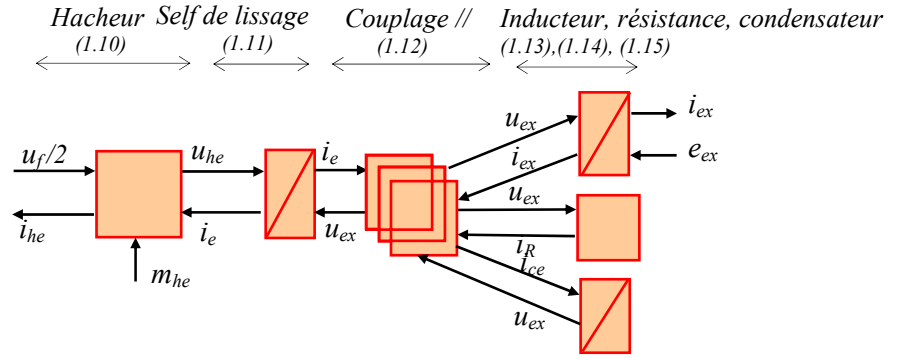 Hacheur Self de lissage Couplage // Inducteur, résistance, condensateur
(1.10) (1.11) (1.12) (1.13),(1.14), (1.15)
u_ex i_ex
u_f/2 u_he i_e i_ex e_ex
u_ex
i_he i_e u_ex i_R
i_ce
m_he
u_ex